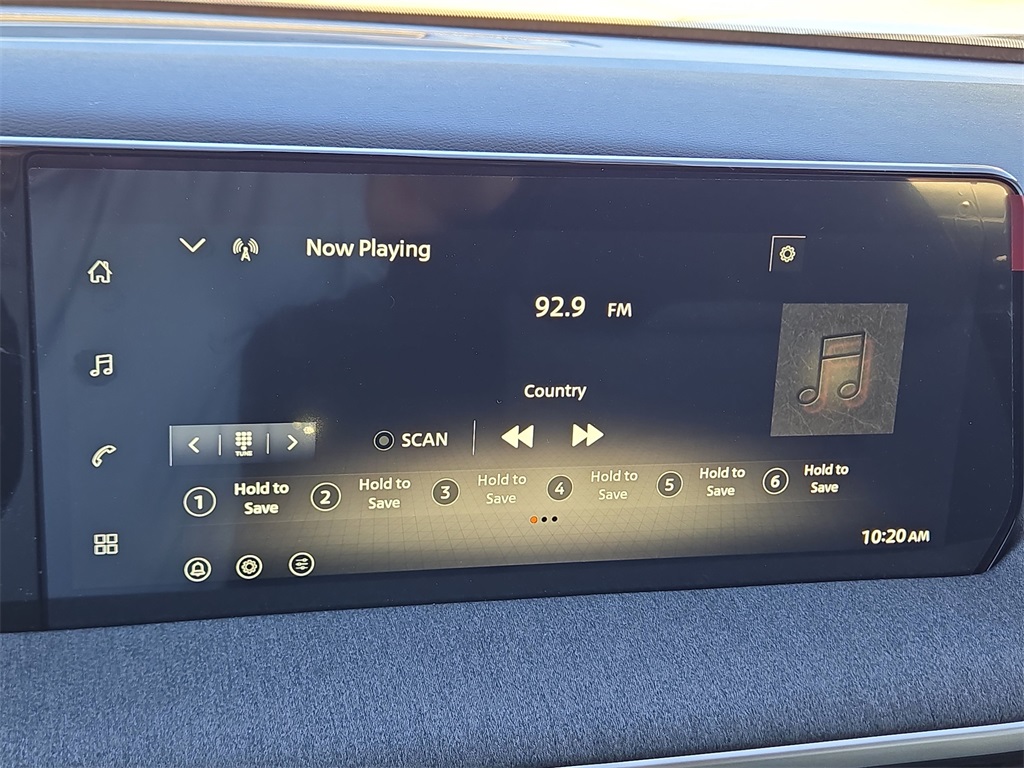 Now Playing
92.9 FM
Country
TUNE
SCAN
1 Hold to
Save
2 Hold to
Save
3 Hold to
Save
4 Hold to
Save
5 Hold to
Save
6 Hold to
Save
10:20 AM